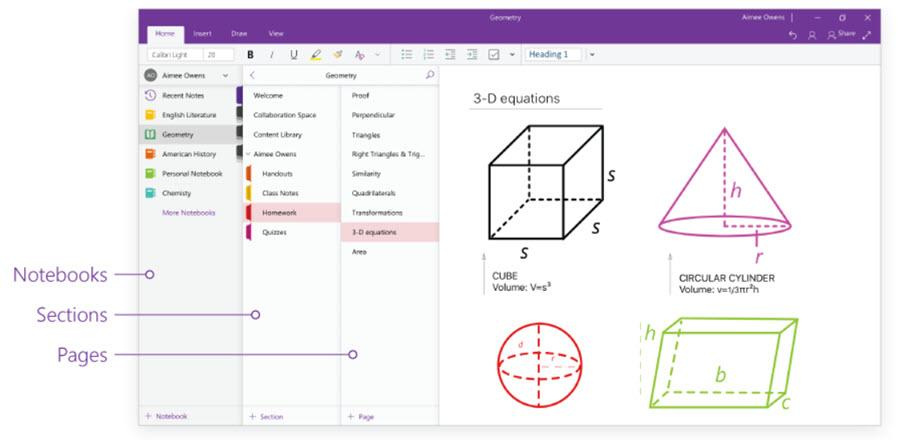 Geometry
Aimee Owens
Home Insert Draw View
Share
Calibri Light 20 B I U Heading 1
AO Aimee Owens
Recent Notes
English Literature
Geometry
American History
Personal Notebook
Chemisty
More Notebooks
+ Notebook
Geometry
Welcome
Collaboration Space
Content Library
Aimee Owens
Handouts
Class Notes
Homework
Quizzes
+ Section
Proof
Perpendicular
Triangles
Right Triangles & Trig...
Similarity
Quadrilaterals
Transformations
3-D equations
Area
+ Page
Notebooks
Sections
Pages
3-D equations
s
s
s
CUBE
Volume: V=s³
h
r
CIRCULAR CYLINDER
Volume: v=1/3πr²h
d
r
h
b
c